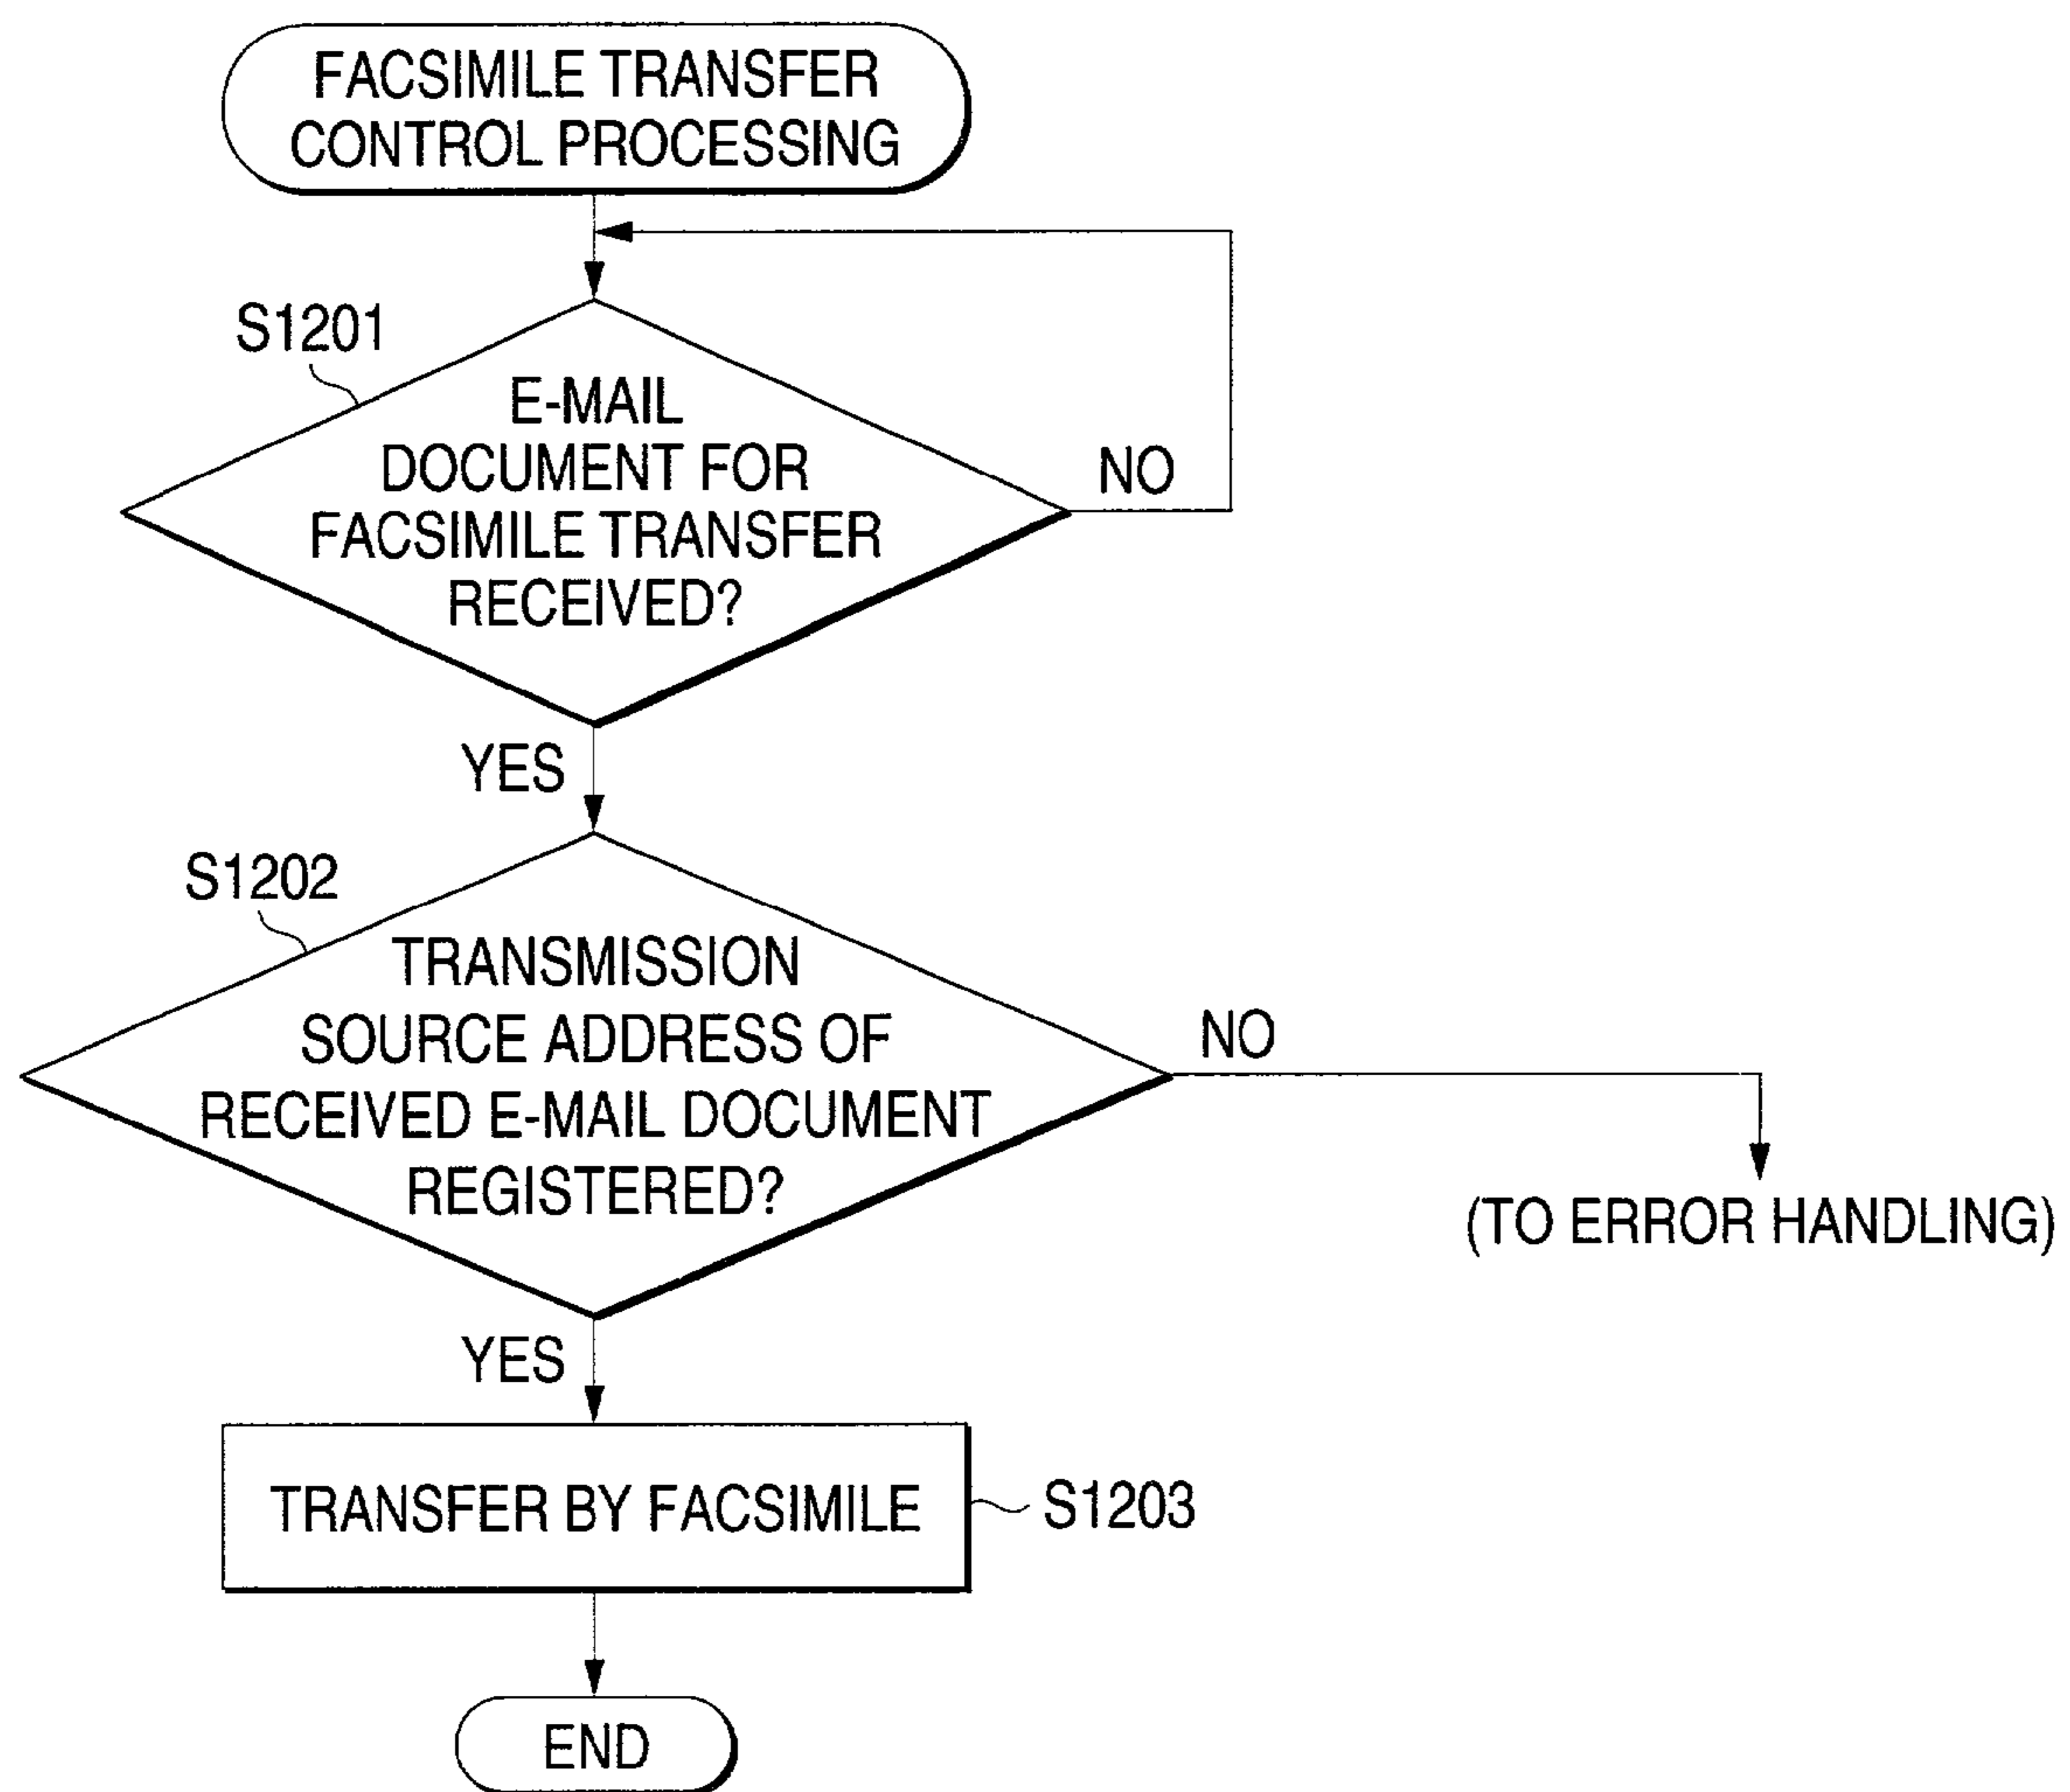 FACSIMILE TRANSFER
CONTROL PROCESSING
S1201
E-MAIL
DOCUMENT FOR
FACSIMILE TRANSFER
RECEIVED?
NO
YES
S1202
TRANSMISSION
SOURCE ADDRESS OF
RECEIVED E-MAIL DOCUMENT
REGISTERED?
NO
(TO ERROR HANDLING)
YES
TRANSFER BY FACSIMILE
S1203
END